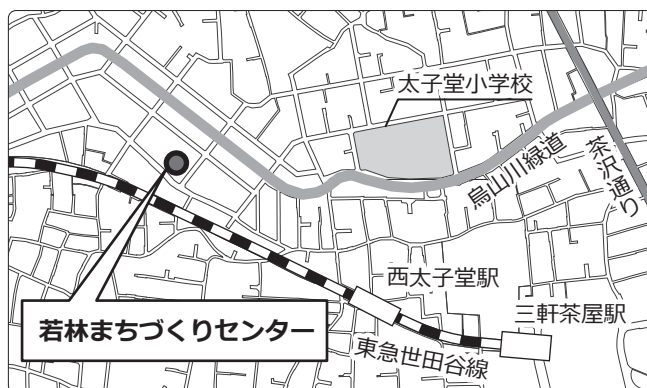 太子堂小学校
烏山川緑道
茶沢通り
西太子堂駅
三軒茶屋駅
若林まちづくりセンター
東急世田谷線